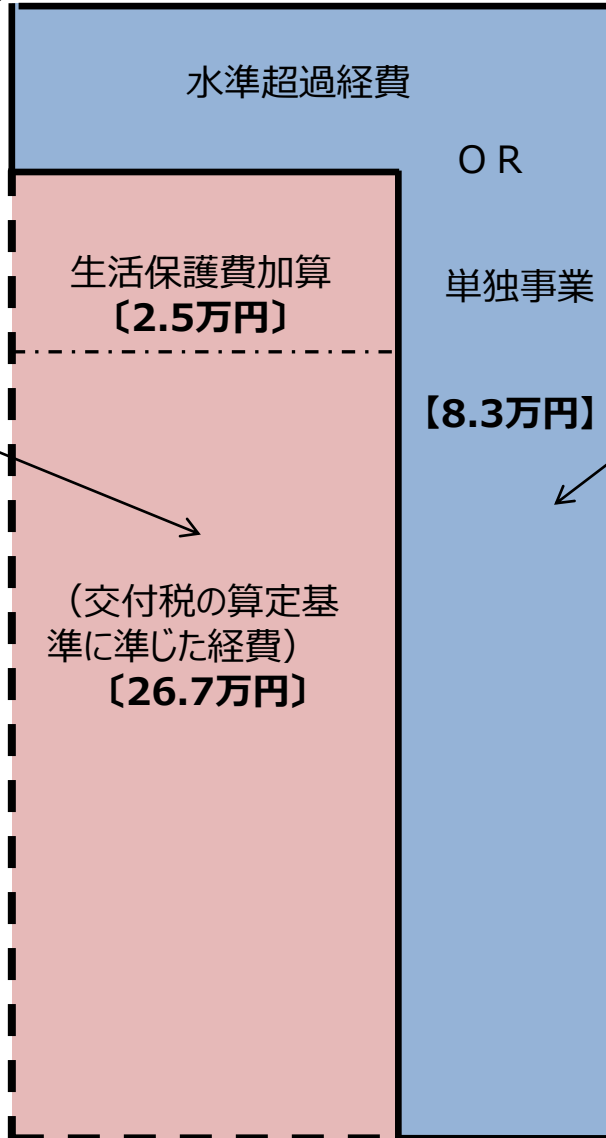 水準超過経費
ＯＲ
生活保護費加算
〔2.5万円〕
単独事業
【8.3万円】
（交付税の算定基
準に準じた経費）
〔26.7万円〕